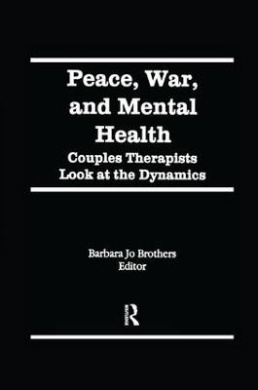 Peace, War,
and Mental
Health
Couples Therapists
Look at the Dynamics
Barbara Jo Brothers
Editor
R